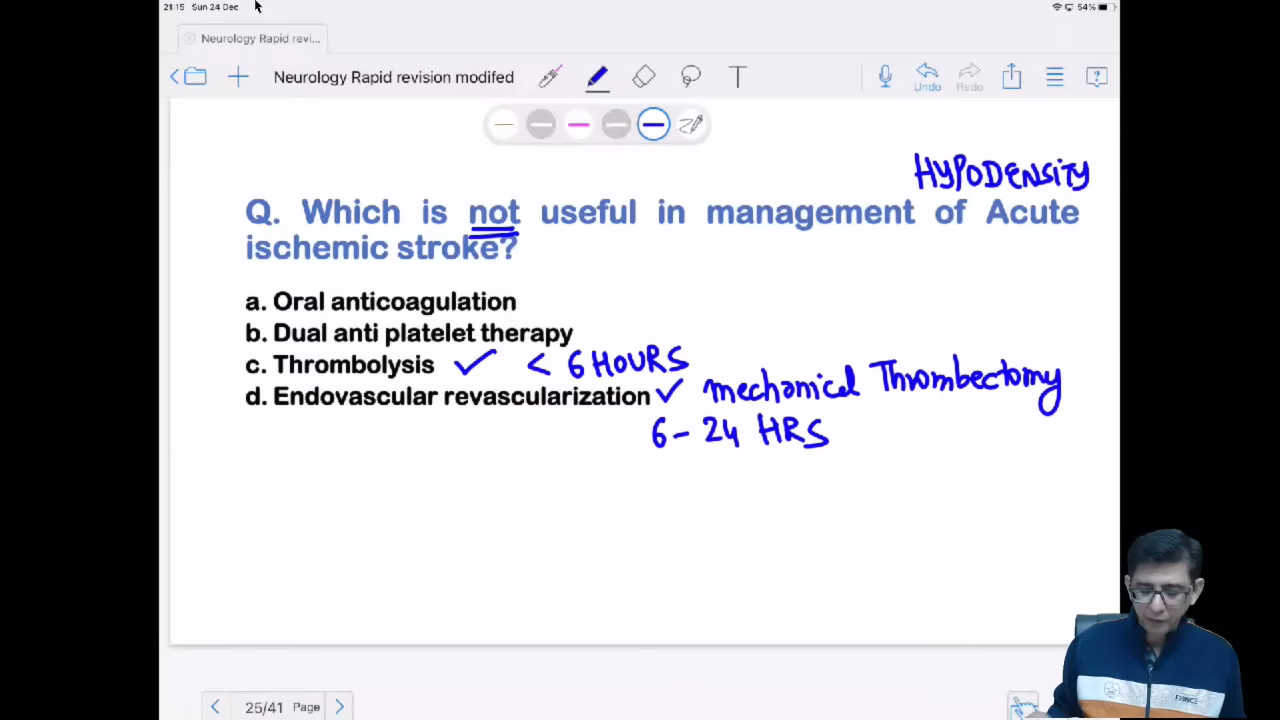 21:15 Sun 24 Dec
54%
Neurology Rapid revi...
Neurology Rapid revision modifed
T
Undo
Redo
HYPODENSITY
Q. Which is not useful in management of Acute
ischemic stroke?
a. Oral anticoagulation
b. Dual anti platelet therapy
c. Thrombolysis ✓ < 6 HOURS
d. Endovascular revascularization ✓ mechanical Thrombectomy
6- 24 HRS
25/41 Page